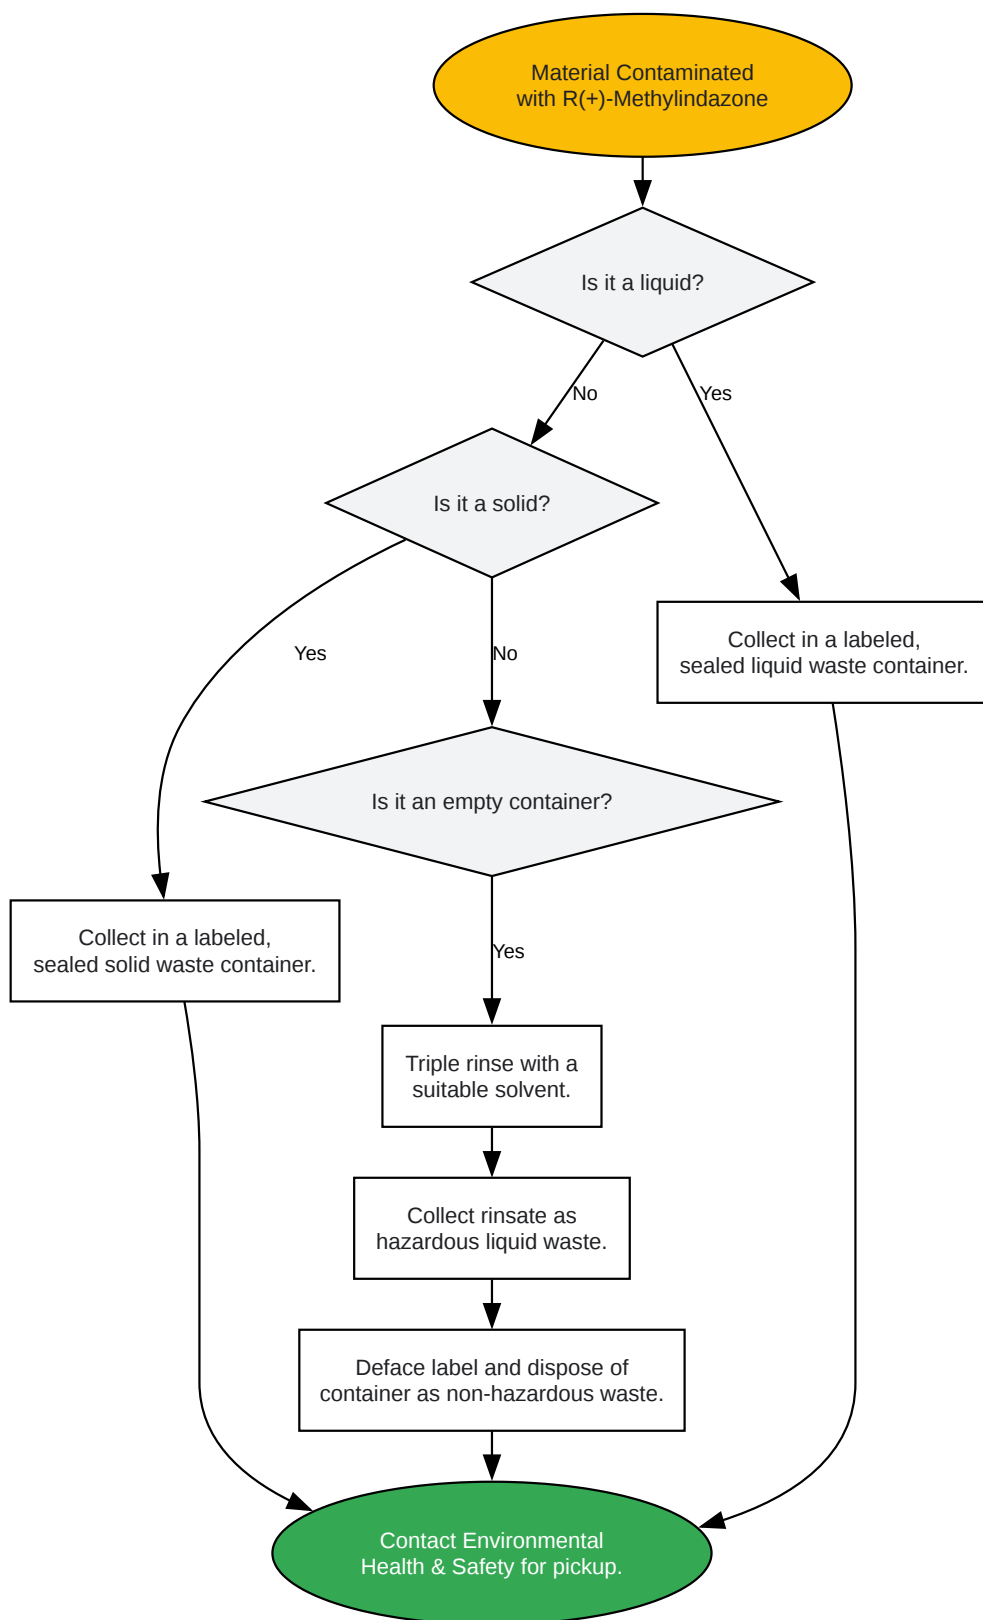 Material Contaminated
with R(+)-Methylindazone
Is it a liquid?
No
Yes
Is it a solid?
Collect in a labeled,
sealed liquid waste container.
Yes
No
Is it an empty container?
Collect in a labeled,
sealed solid waste container.
Yes
Triple rinse with a
suitable solvent.
Collect rinsate as
hazardous liquid waste.
Deface label and dispose of
container as non-hazardous waste.
Contact Environmental
Health & Safety for pickup.